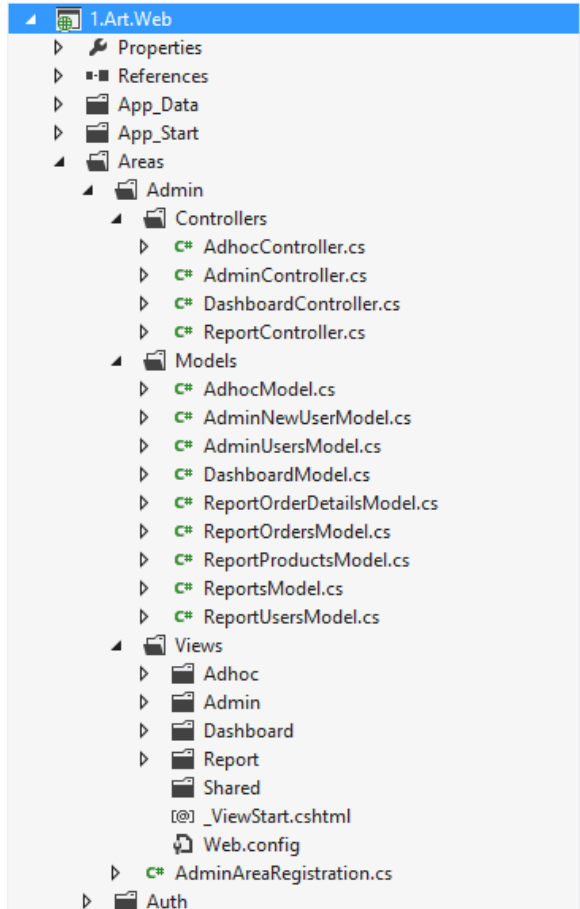 1.Art.Web
Properties
References
App_Data
App_Start
Areas
Admin
Controllers
C# AdhocController.cs
C# AdminController.cs
C# DashboardController.cs
C# ReportController.cs
Models
C# AdhocModel.cs
C# AdminNewUserModel.cs
C# AdminUsersModel.cs
C# DashboardModel.cs
C# ReportOrderDetailsModel.cs
C# ReportOrdersModel.cs
C# ReportProductsModel.cs
C# ReportsModel.cs
C# ReportUsersModel.cs
Views
Adhoc
Admin
Dashboard
Report
Shared
[@] _ViewStart.cshtml
Web.config
C# AdminAreaRegistration.cs
Auth